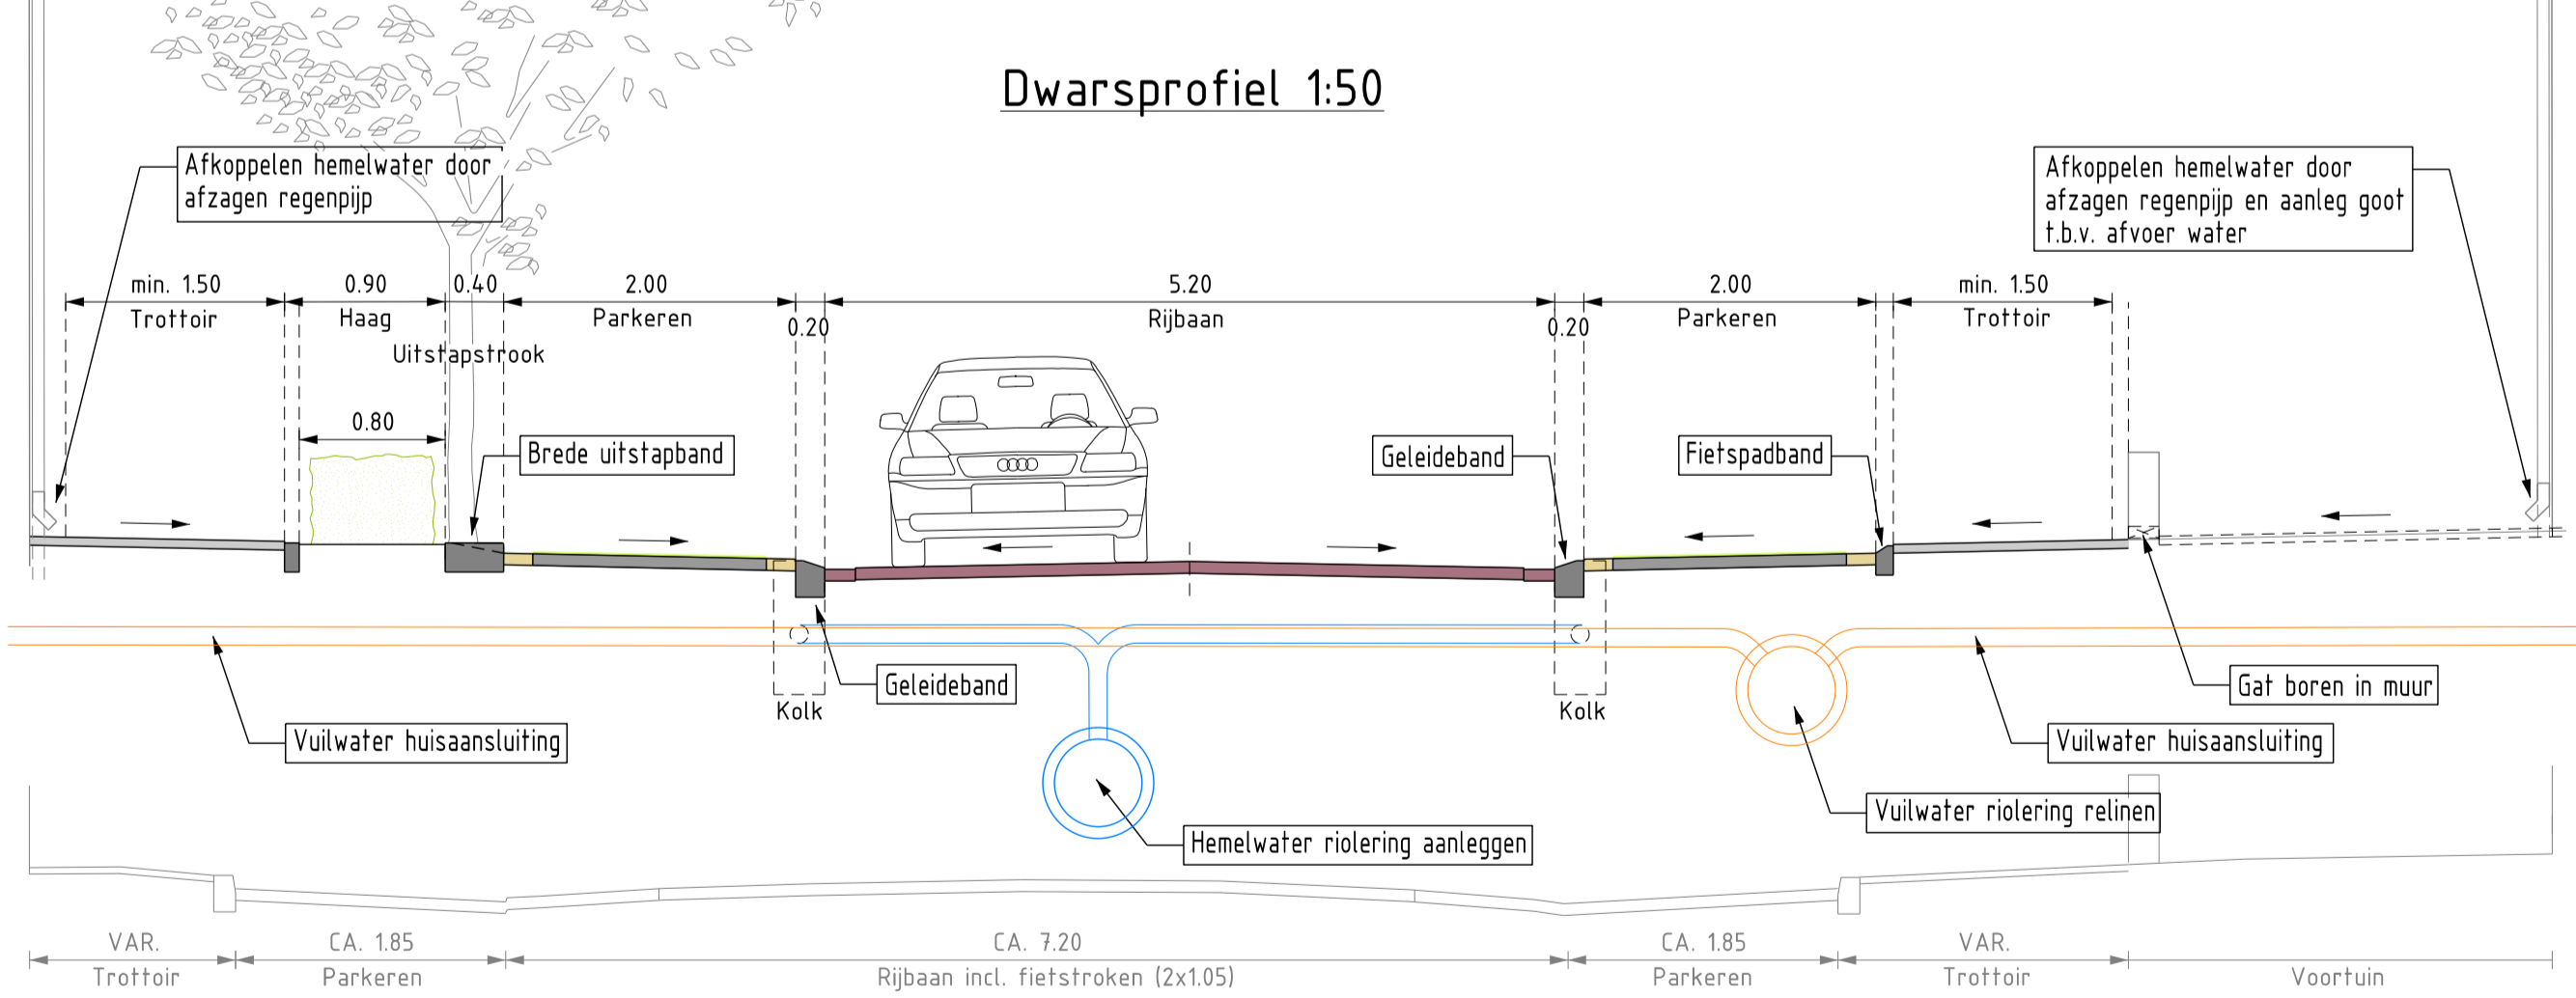 Dwarsprofiel 1:50
Afkoppelen hemelwater door
afzagen regenpijp
Afkoppelen hemelwater door
afzagen regenpijp en aanleg goot
t.b.v. afvoer water
min. 1.50
0.90
0.40
2.00
5.20
2.00
min. 1.50
Trottoir
Haag
Parkeren
0.20
Rijbaan
0.20
Parkeren
Trottoir
Uitstapstrook
0.80
Brede uitstapband
Geleideband
Fietspadband
Geleideband
Gat boren in muur
Kolk
Kolk
Vuilwater huisaansluiting
Vuilwater huisaansluiting
Vuilwater riolering relinen
Hemelwater riolering aanleggen
VAR.
CA. 1.85
CA. 7.20
CA. 1.85
VAR.
Trottoir
Parkeren
Rijbaan incl. fietstroken (2x1.05)
Parkeren
Trottoir
Voortuin